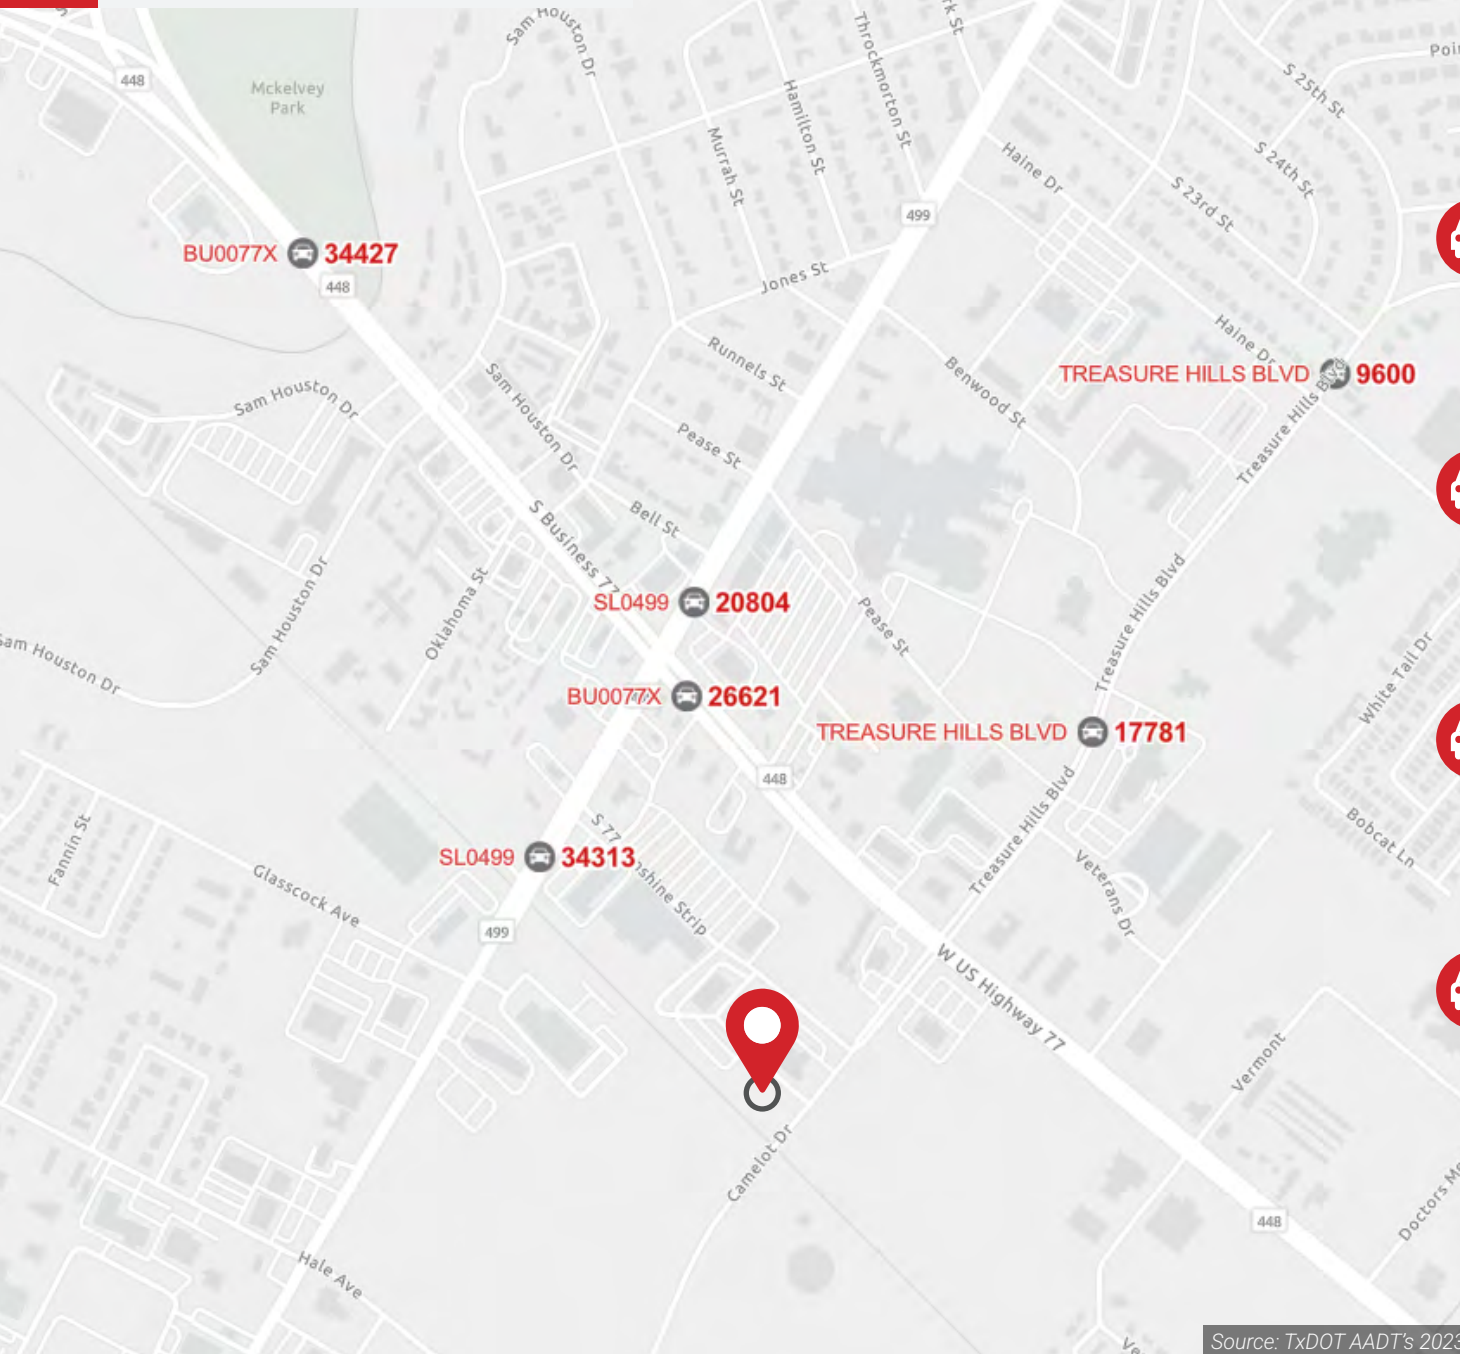 Sam Houston Dr
Throckmorton St
448
Mckelvey
Park
Hamilton St
Murrah St
S 25th St
S 24th St
S 23rd St
Haine Dr
499
BU0077X 34427
448
Jones St
Runnels St
Benwood St
Haine Dr
TREASURE HILLS BLVD 9600
Treasure Hills Blvd
Sam Houston Dr
Sam Houston Dr
Pease St
Bell St
S Business 77
Oklahoma St
Sam Houston Dr
Sam Houston Dr
SL0499 20804
Pease St
Treasure Hills Blvd
White Tail Dr
BU0077X 26621
TREASURE HILLS BLVD 17781
448
Treasure Hills Blvd
Bobcat Ln
Fannin St
Glasscock Ave
SL0499 34313
S 77
nshine Strip
Veterans Dr
499
W US Highway 77
Vermont
Camelot Dr
448
Doctors
Hale Ave
Source: TxDOT AADT's 2023